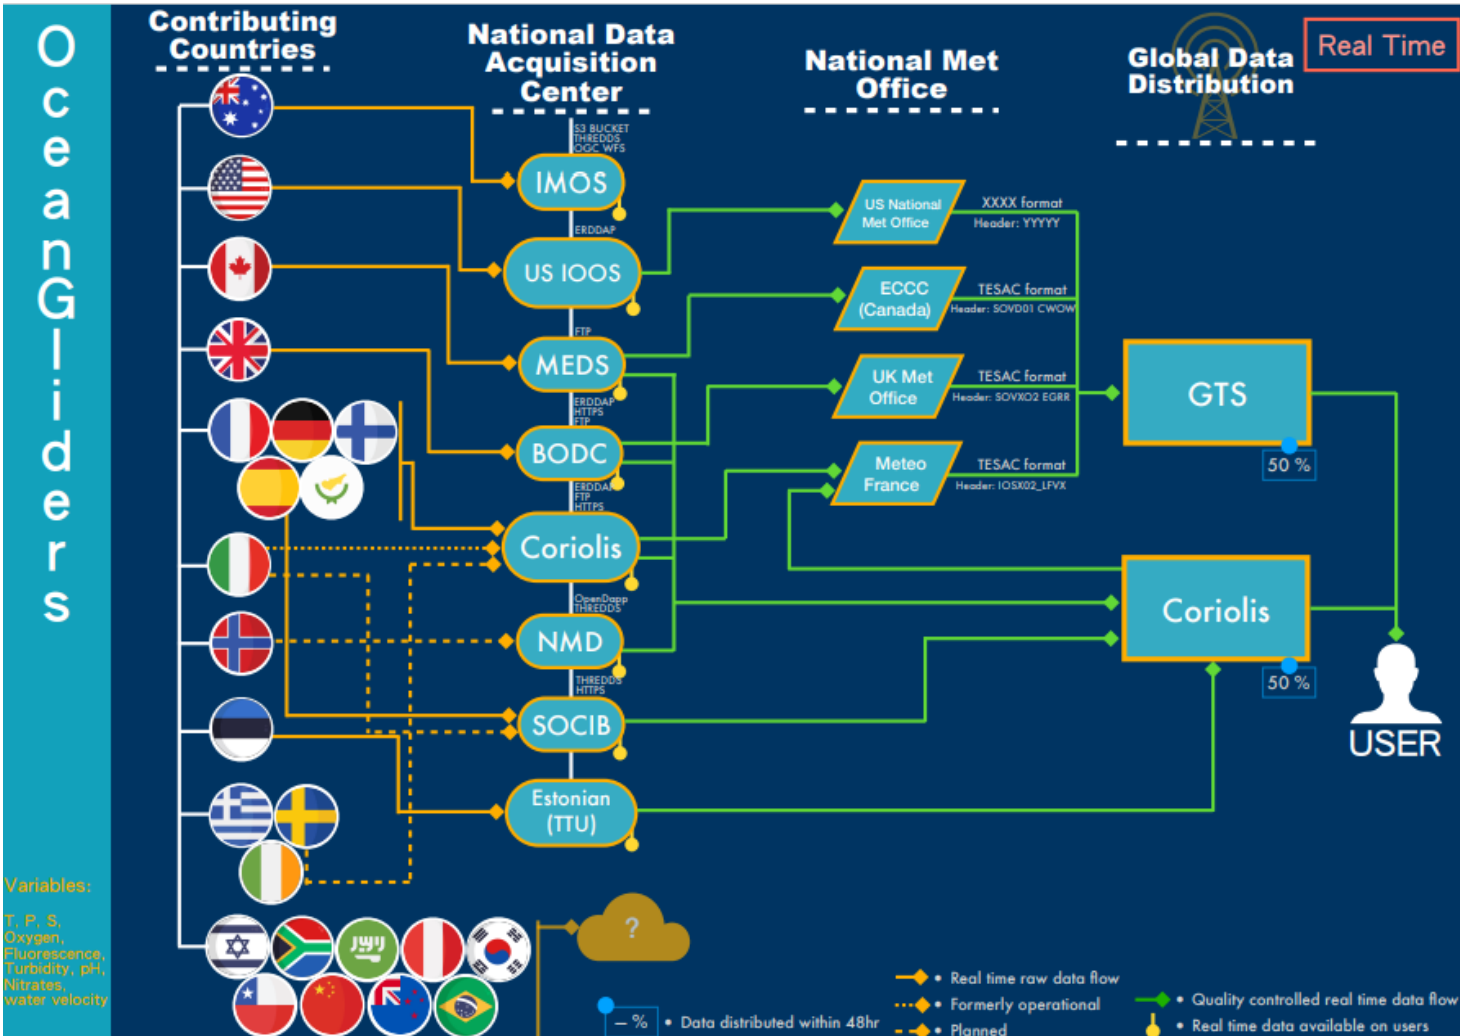 OceanGliders
Variables:
T, P, S,
Oxygen,
Fluorescence,
Turbidity, pH,
Nitrates,
water velocity
Contributing
Countries
National Data
Acquisition
Center
National Met
Office
Global Data
Distribution
Real Time
S3 BUCKET
THREDDS
OGC WFS
IMOS
ERDDAP
US IOOS
FTP
MEDS
ERDDAP
HTTPS
FTP
BODC
ERDDAP
FTP
HTTPS
Coriolis
OpenDapp
THREDDS
NMD
THREDDS
HTTPS
SOCIB
Estonian
(TTU)
?
US National
Met Office
XXXX format
Header: YYYYY
ECCC
(Canada)
TESAC format
Header: SOVD01 CWOW
UK Met
Office
TESAC format
Header: SOVXO2 EGRR
Meteo
France
TESAC format
Header: IOSX02_LFVX
GTS
50 %
Coriolis
50 %
USER
– % • Data distributed within 48hr
• Real time raw data flow
• Formerly operational
• Planned
• Quality controlled real time data flow
• Real time data available on users